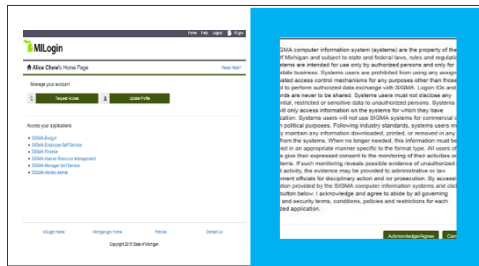 Home Help Logout
MILogin
Alice Chew's Home Page
Need Help?
Manage your account
Request Access
Update Profile
Access your applications
SIGMA-Budget
SIGMA-Employee Self Service
SIGMA-Finance
SIGMA-Human Resource Management
SIGMA-Manager Self Service
SIGMA-Vendor Admin
MILogin Home Michigan.gov Home Policies Contact Us
Copyright 2015 State of Michigan
GMA computer information system (systems) are the property of the
f Michigan and subject to state and federal laws, rules and regulatio
stems are intended for use only by authorized persons and only for
state business. Systems users are prohibited from using any assign
usted access control mechanisms for any purposes other than those
d to perform authorized data exchange with SIGMA. Logon IDs and
rds are never to be shared. Systems users must not disclose any
ntial, restricted or sensitive data to unauthorized persons. Systems
vill only access information on the systems for which they have
zation. Systems users will not use SIGMA systems for commercial o
n political purposes. Following industry standards, systems users m
y maintain any information downloaded, printed, or removed in any
from the systems. When no longer needed, this information must be
ed in an appropriate manner specific to the format type. All users of
s give their expressed consent to the monitoring of their activities on
tems. If such monitoring reveals possible evidence of unauthorized
l activity, the evidence may be provided to administrative or law
ment officials for disciplinary action and /or prosecution. By accessi
tion provided by the SIGMA computer information systems and clic
button below, I acknowledge and agree to abide by all governing
and security terms, conditions, policies and restrictions for each
zed application.
Acknowledge/Agree Can